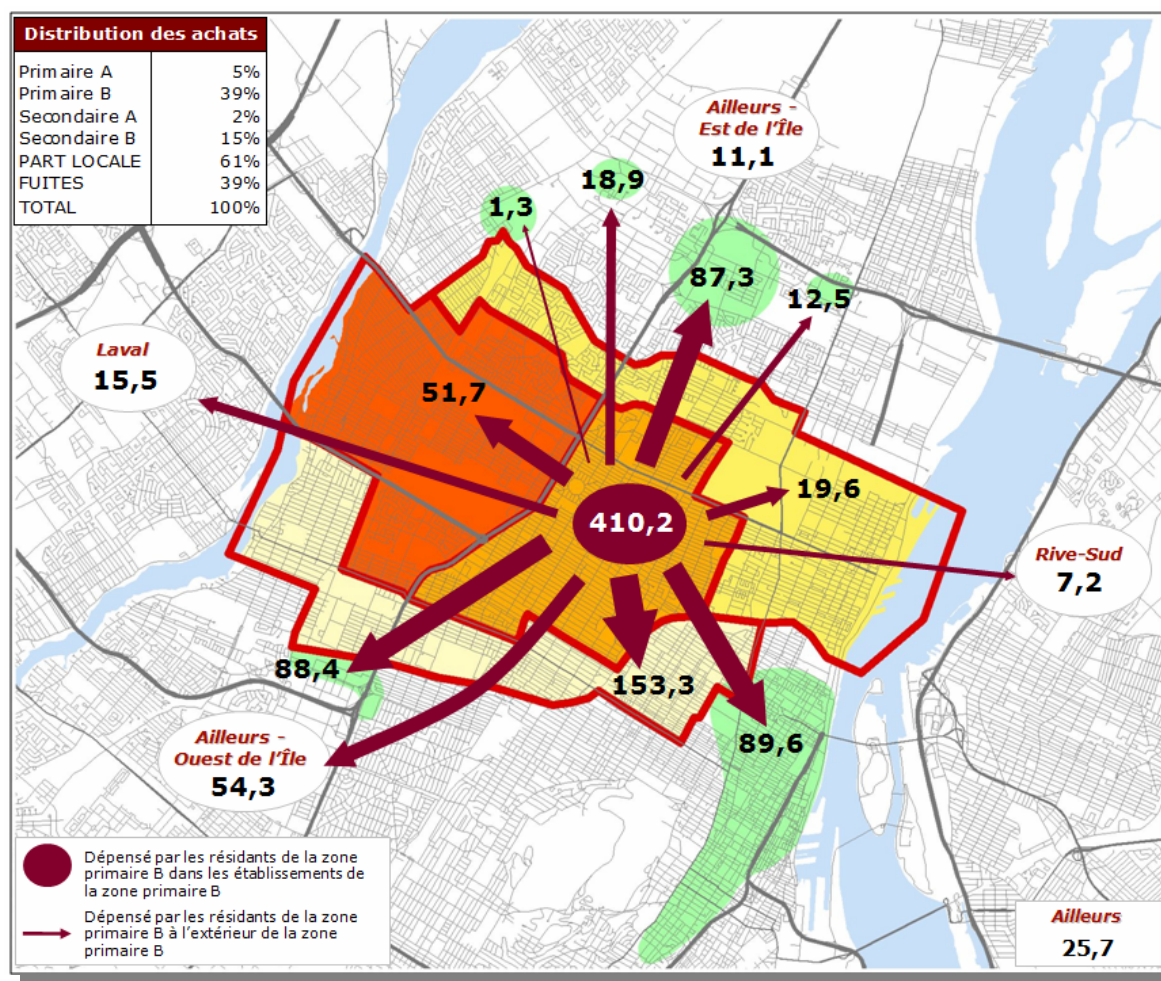 Distribution des achats
Primaire A 5%
Primaire B 39%
Secondaire A 2%
Secondaire B 15%
PART LOCALE 61%
FUITES 39%
TOTAL 100%
Ailleurs -
Est de l'Île
11,1
18,9
1,3
87,3
12,5
Laval
15,5
51,7
19,6
410,2
Rive-Sud
7,2
88,4
153,3
89,6
Ailleurs -
Ouest de l'Île
54,3
Dépensé par les résidants de la zone
primaire B dans les établissements de
la zone primaire B
Dépensé par les résidants de la zone
primaire B à l'extérieur de la zone
primaire B
Ailleurs
25,7